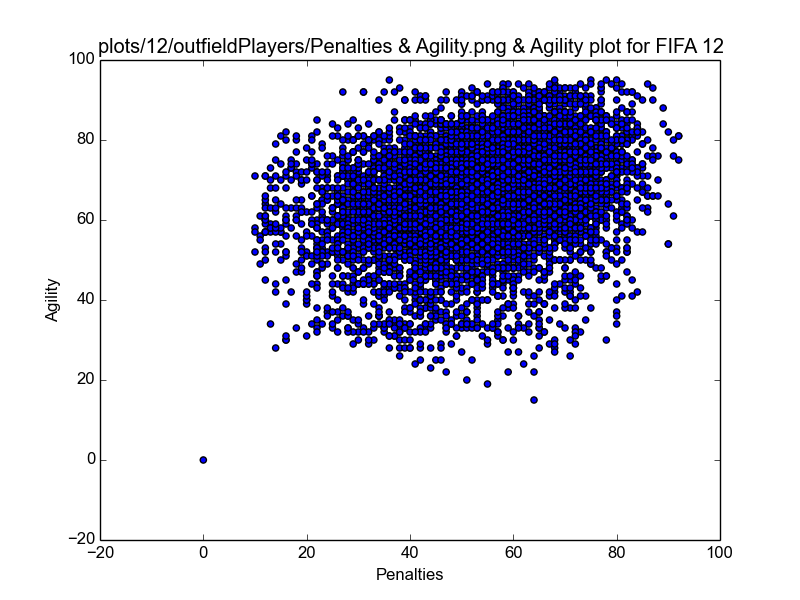 plots/12/outfieldPlayers/Penalties & Agility.png & Agility plot for FIFA 12
100
80
60
40
20
0
−20
Agility
−20 0 20 40 60 80 100
Penalties